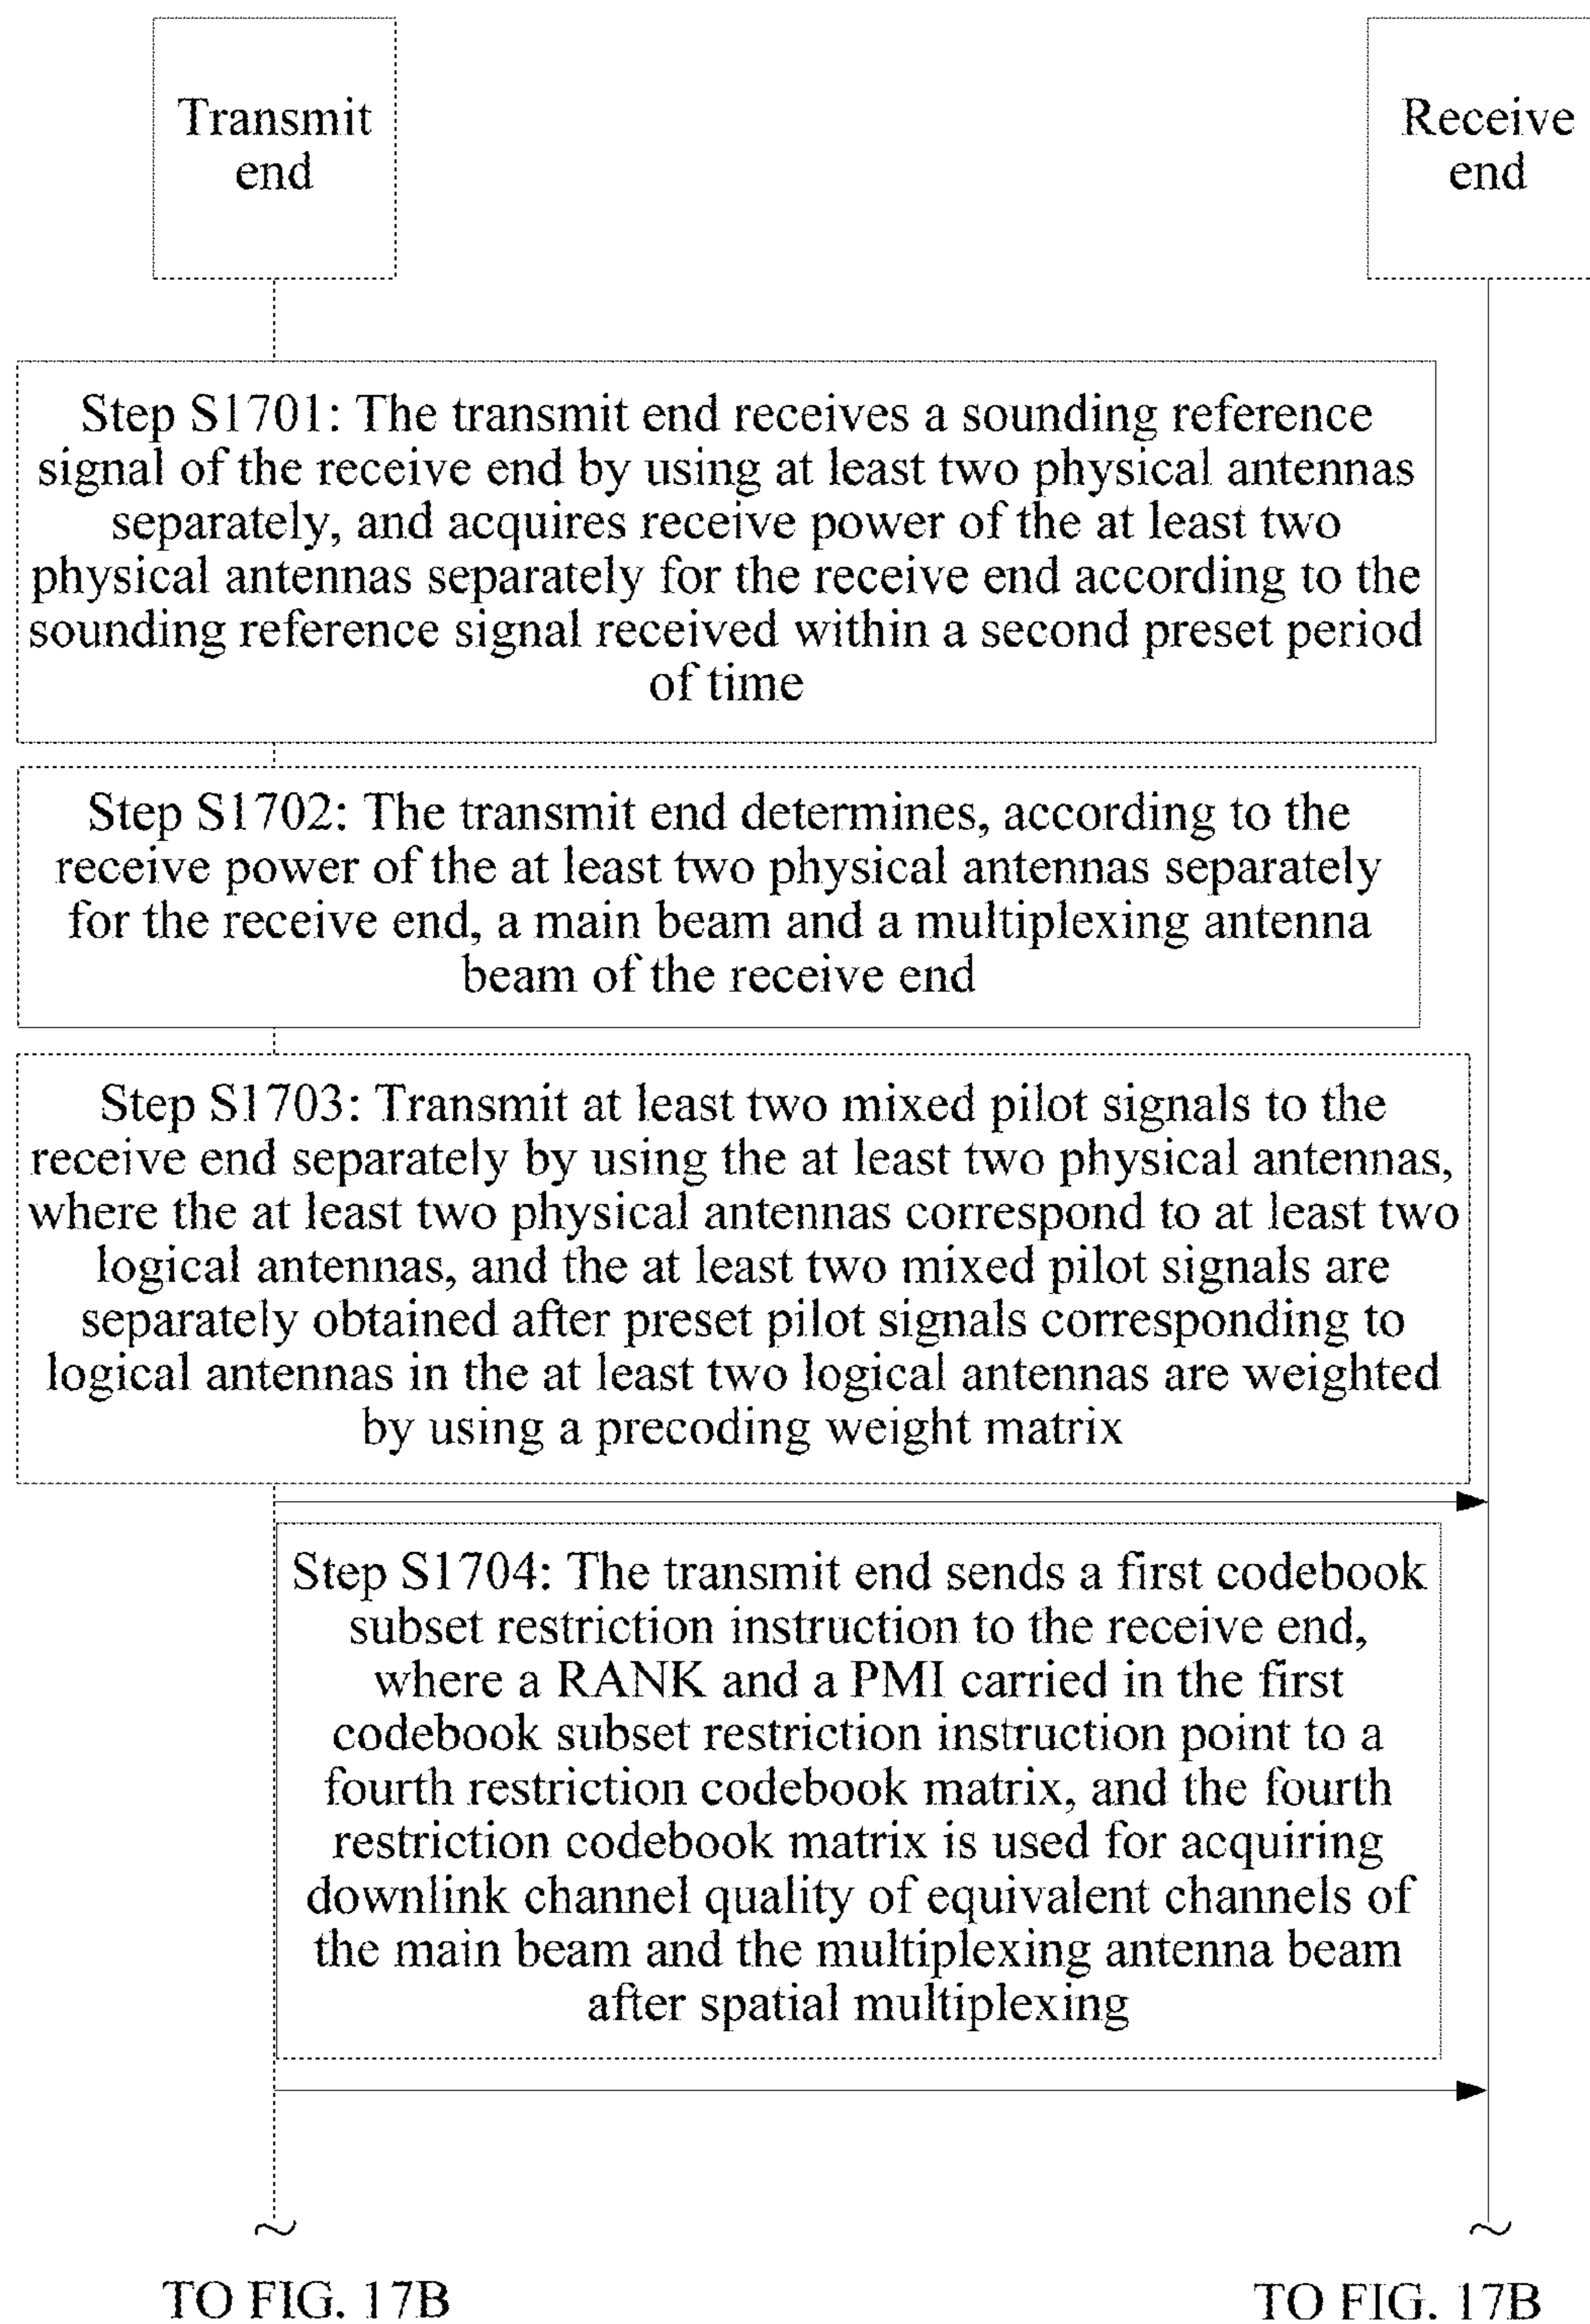 Transmit
end
Receive
end
Step S1701: The transmit end receives a sounding reference
signal of the receive end by using at least two physical antennas
separately, and acquires receive power of the at least two
physical antennas separately for the receive end according to the
sounding reference signal received within a second preset period
of time
Step S1702: The transmit end determines, according to the
receive power of the at least two physical antennas separately
for the receive end, a main beam and a multiplexing antenna
beam of the receive end
Step S1703: Transmit at least two mixed pilot signals to the
receive end separately by using the at least two physical antennas,
where the at least two physical antennas correspond to at least two
logical antennas, and the at least two mixed pilot signals are
separately obtained after preset pilot signals corresponding to
logical antennas in the at least two logical antennas are weighted
by using a precoding weight matrix
Step S1704: The transmit end sends a first codebook
subset restriction instruction to the receive end,
where a RANK and a PMI carried in the first
codebook subset restriction instruction point to a
fourth restriction codebook matrix, and the fourth
restriction codebook matrix is used for acquiring
downlink channel quality of equivalent channels of
the main beam and the multiplexing antenna beam
after spatial multiplexing
TO FIG. 17B
TO FIG. 17B